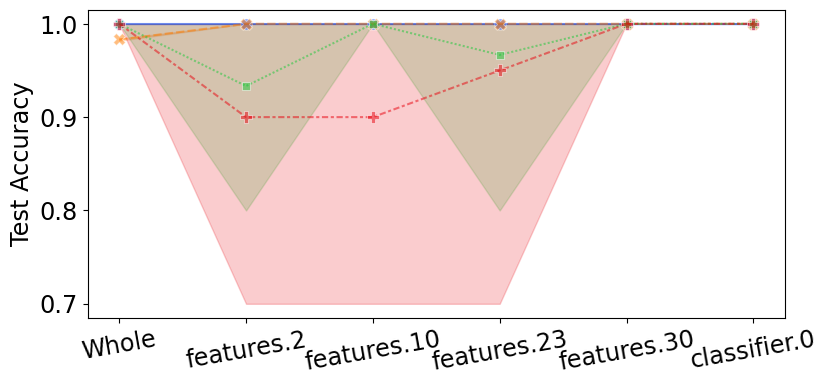 Test Accuracy
1.0
0.9
0.8
0.7
Whole
features.2
features.10
features.23
features.30
classifier.0